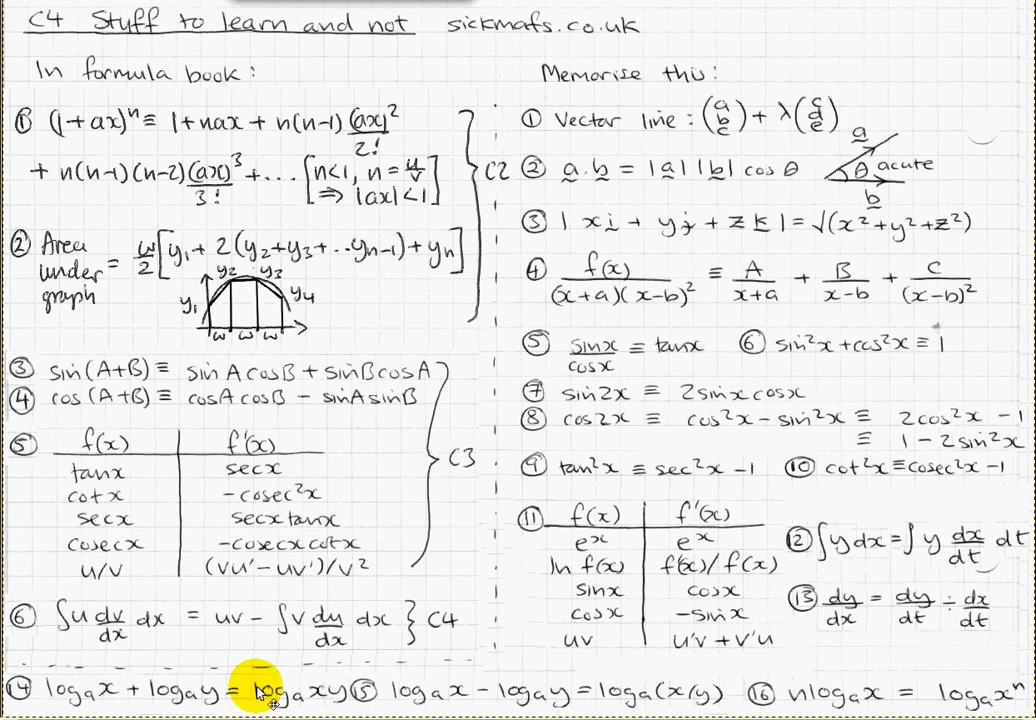 C4 Stuff to learn and not sickmafs.co.uk
In formula book:
① (1+ax)ⁿ ≡ 1+nax + n(n-1) (ax)²/2!
+ n(n-1)(n-2)(ax)³/3! +... [n<1, n = x/y ⇒ |ax|<1]
② Area under graph = w/2[y₁+ 2(y₂+y₃+...yn-1)+yn]
y₁ y₂ y₃ y₄
w w w
} C2
③ sin(A+B) ≡ sinAcosB + sinBcosA
④ cos(A+B) ≡ cosAcosB - sinAsinB
⑤ f(x) | f'(x)
tanx | secx
cotx | -cosec²x
secx | secxtanx
cosecx | -cosecxcotx
u/v | (vu'-uv')/v²
} C3
⑥ ∫u dv/dx dx = uv - ∫v du/dx dx } C4
Memorise this:
① Vector line: (a b c) + λ(c d e)
② a.b = |a||b| cos θ
a
θ acute
b
③ |xi + yj + zk| = √(x²+y²+z²)
④ f(x)/(x+a)(x-b)² ≡ A/x+a + B/x-b + C/(x-b)²
⑤ sinx/cosx ≡ tanx ⑥ sin²x+cos²x ≡ 1
⑦ sin2x ≡ 2sinxcosx
⑧ cos2x ≡ cos²x-sin²x ≡ 2cos²x - 1
≡ 1 - 2sin²x
⑨ tan²x ≡ sec²x -1 ⑩ cot²x ≡ cosec²x -1
⑪ f(x) | f'(x)
eˣ | eˣ
ln f(x) | f'(x)/f(x)
sinx | cosx
cosx | -sinx
uv | u'v + v'u
⑫ ∫y dx = ∫ y dx/dt dt
⑬ dy/dx = dy/dt ÷ dx/dt
⑭ logₐx + logₐy = logₐxy ⑮ logₐx - logₐy = logₐ(x/y) ⑯ nlogₐx = logₐxⁿ